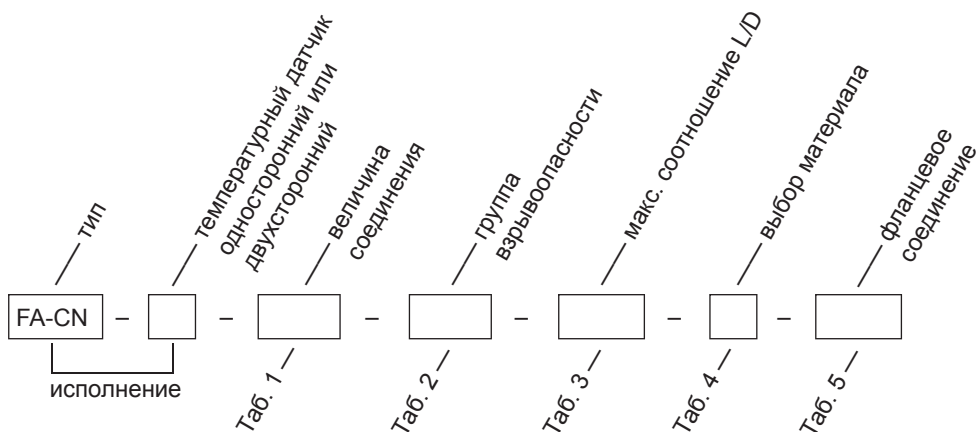 тип
температурный датчик
односторонний или
двухсторонний
величина
соединения
группа
взрывоопасности
макс. соотношение L/D
выбор материала
фланцевое
соединение
FA-CN – – – – – –
исполнение
Таб. 1
Таб. 2
Таб. 3
Таб. 4
Таб. 5